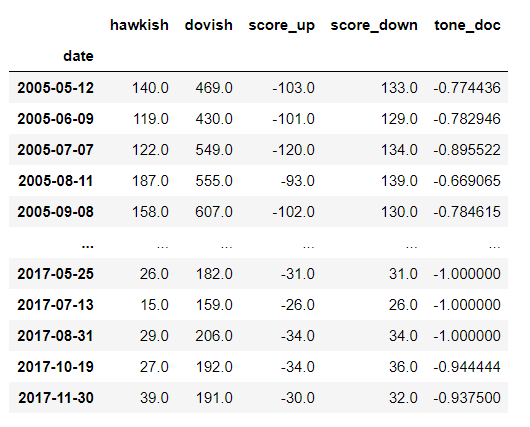 hawkish dovish score_up score_down tone_doc
date
2005-05-12 140.0 469.0 -103.0 133.0 -0.774436
2005-06-09 119.0 430.0 -101.0 129.0 -0.782946
2005-07-07 122.0 549.0 -120.0 134.0 -0.895522
2005-08-11 187.0 555.0 -93.0 139.0 -0.669065
2005-09-08 158.0 607.0 -102.0 130.0 -0.784615
... ... ... ... ... ...
2017-05-25 26.0 182.0 -31.0 31.0 -1.000000
2017-07-13 15.0 159.0 -26.0 26.0 -1.000000
2017-08-31 29.0 206.0 -34.0 34.0 -1.000000
2017-10-19 27.0 192.0 -34.0 36.0 -0.944444
2017-11-30 39.0 191.0 -30.0 32.0 -0.937500